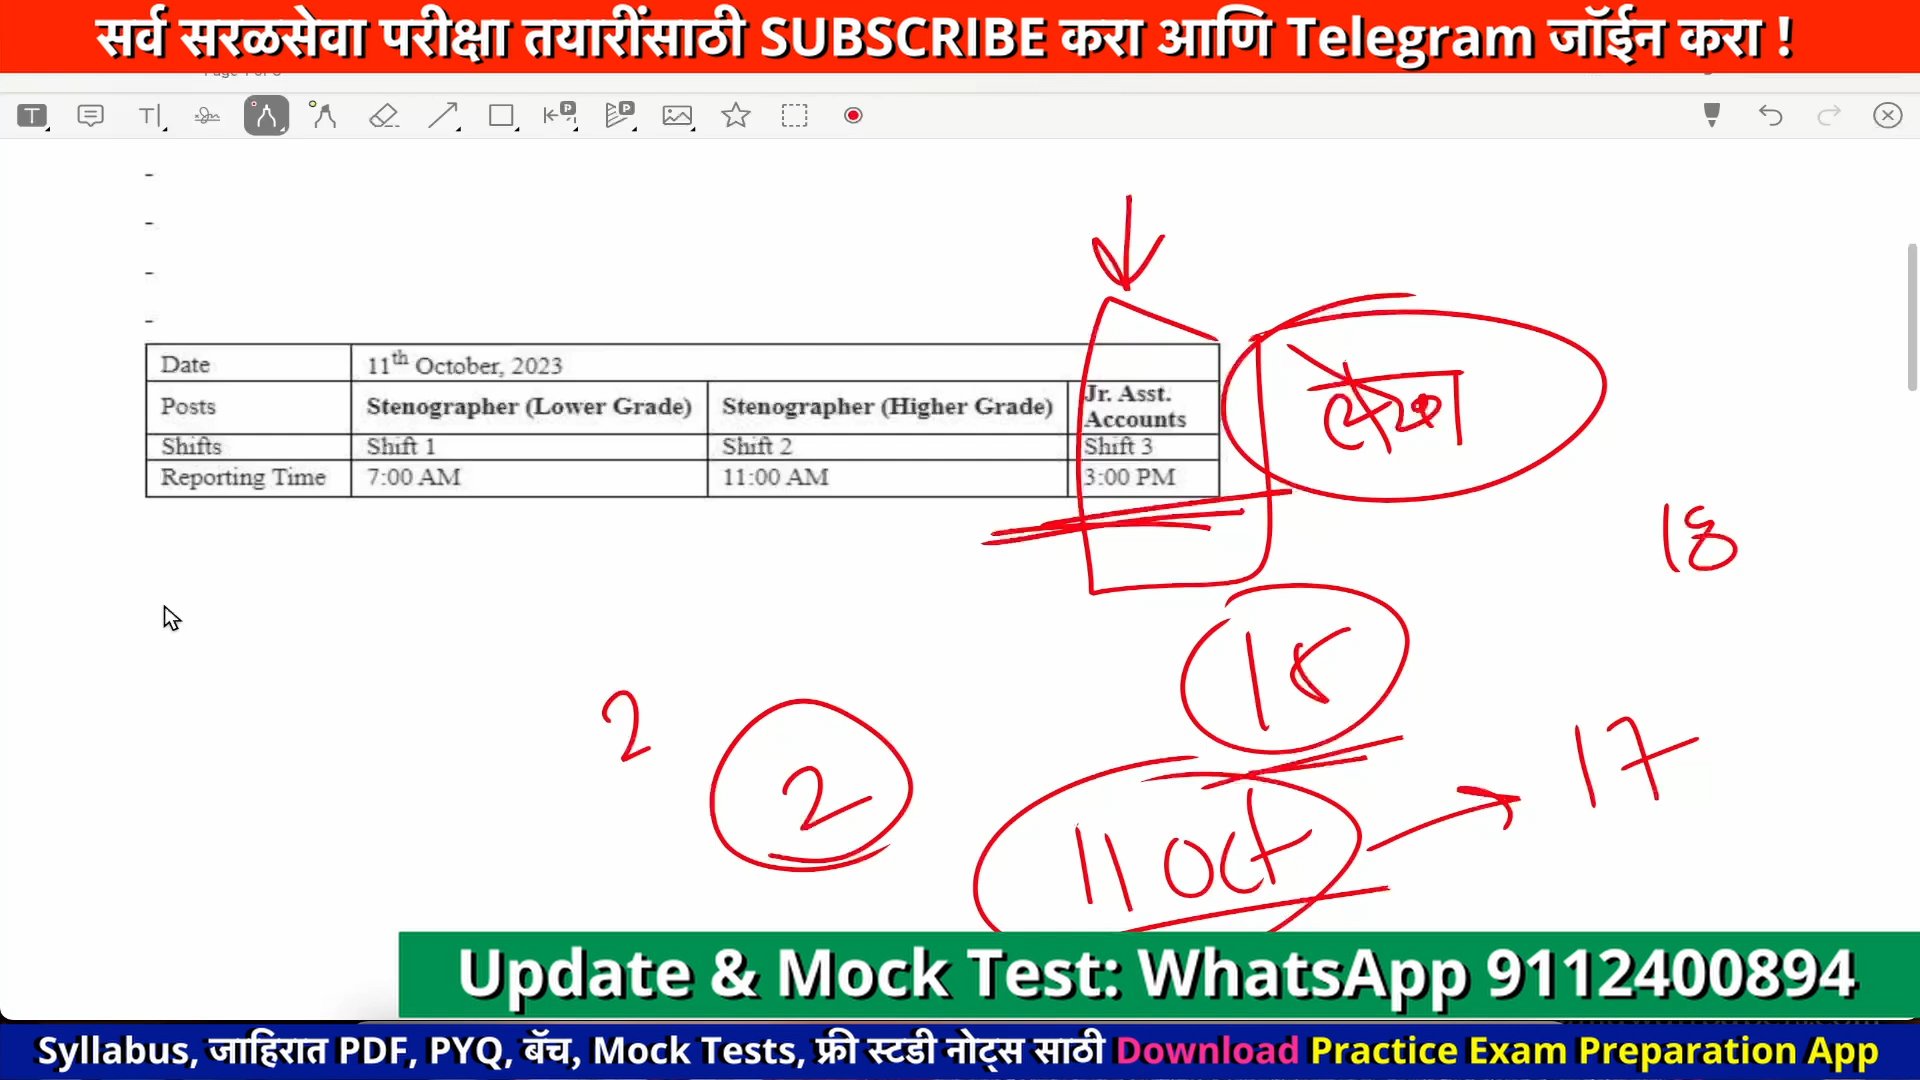 सर्व सरळसेवा परीक्षा तयारींसाठी SUBSCRIBE करा आणि Telegram जॉईन करा !
T T P P
-
-
-
-
Date 11th October, 2023
Posts Stenographer (Lower Grade) Stenographer (Higher Grade) Jr. Asst. Accounts
Shifts Shift 1 Shift 2 Shift 3
Reporting Time 7:00 AM 11:00 AM 3:00 PM
18
2
2
11 Oct
17
Update & Mock Test: WhatsApp 9112400894
Syllabus, जाहिरात PDF, PYQ, बॅच, Mock Tests, फ्री स्टडी नोट्स साठी Download Practice Exam Preparation App